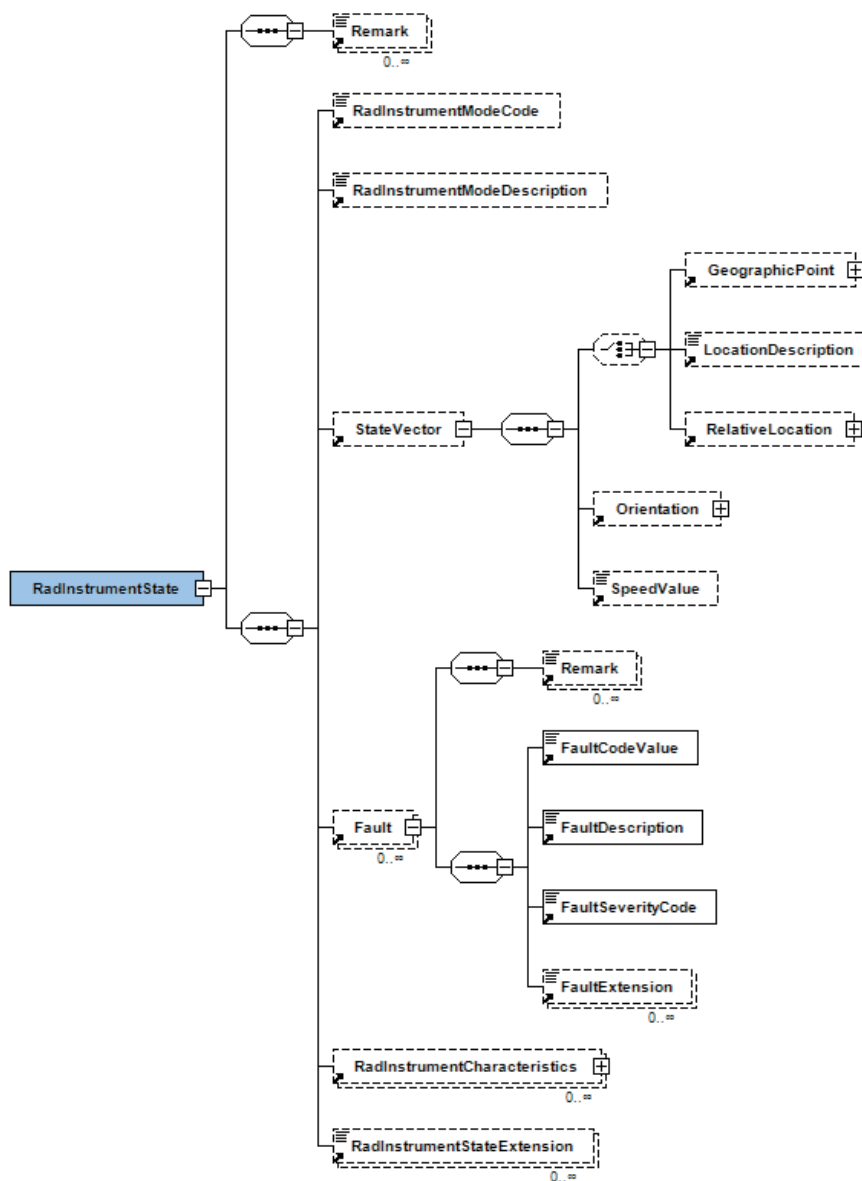 Remark
0..∞
RadInstrumentModeCode
RadInstrumentModeDescription
GeographicPoint
LocationDescription
StateVector
RelativeLocation
Orientation
RadInstrumentState
SpeedValue
Remark
0..∞
FaultCodeValue
Fault
0..∞
FaultDescription
FaultSeverityCode
FaultExtension
0..∞
RadInstrumentCharacteristics
0..∞
RadInstrumentStateExtension
0..∞